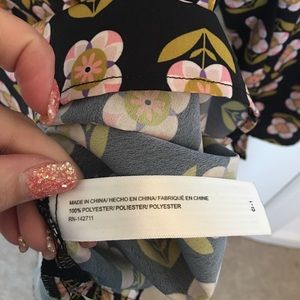 MADE IN CHINA/ HECHO EN CHINA/ FABRIQUÉ EN CHINE
100% POLYESTER/ POLIÉSTER/ POLYESTER
RN-142711